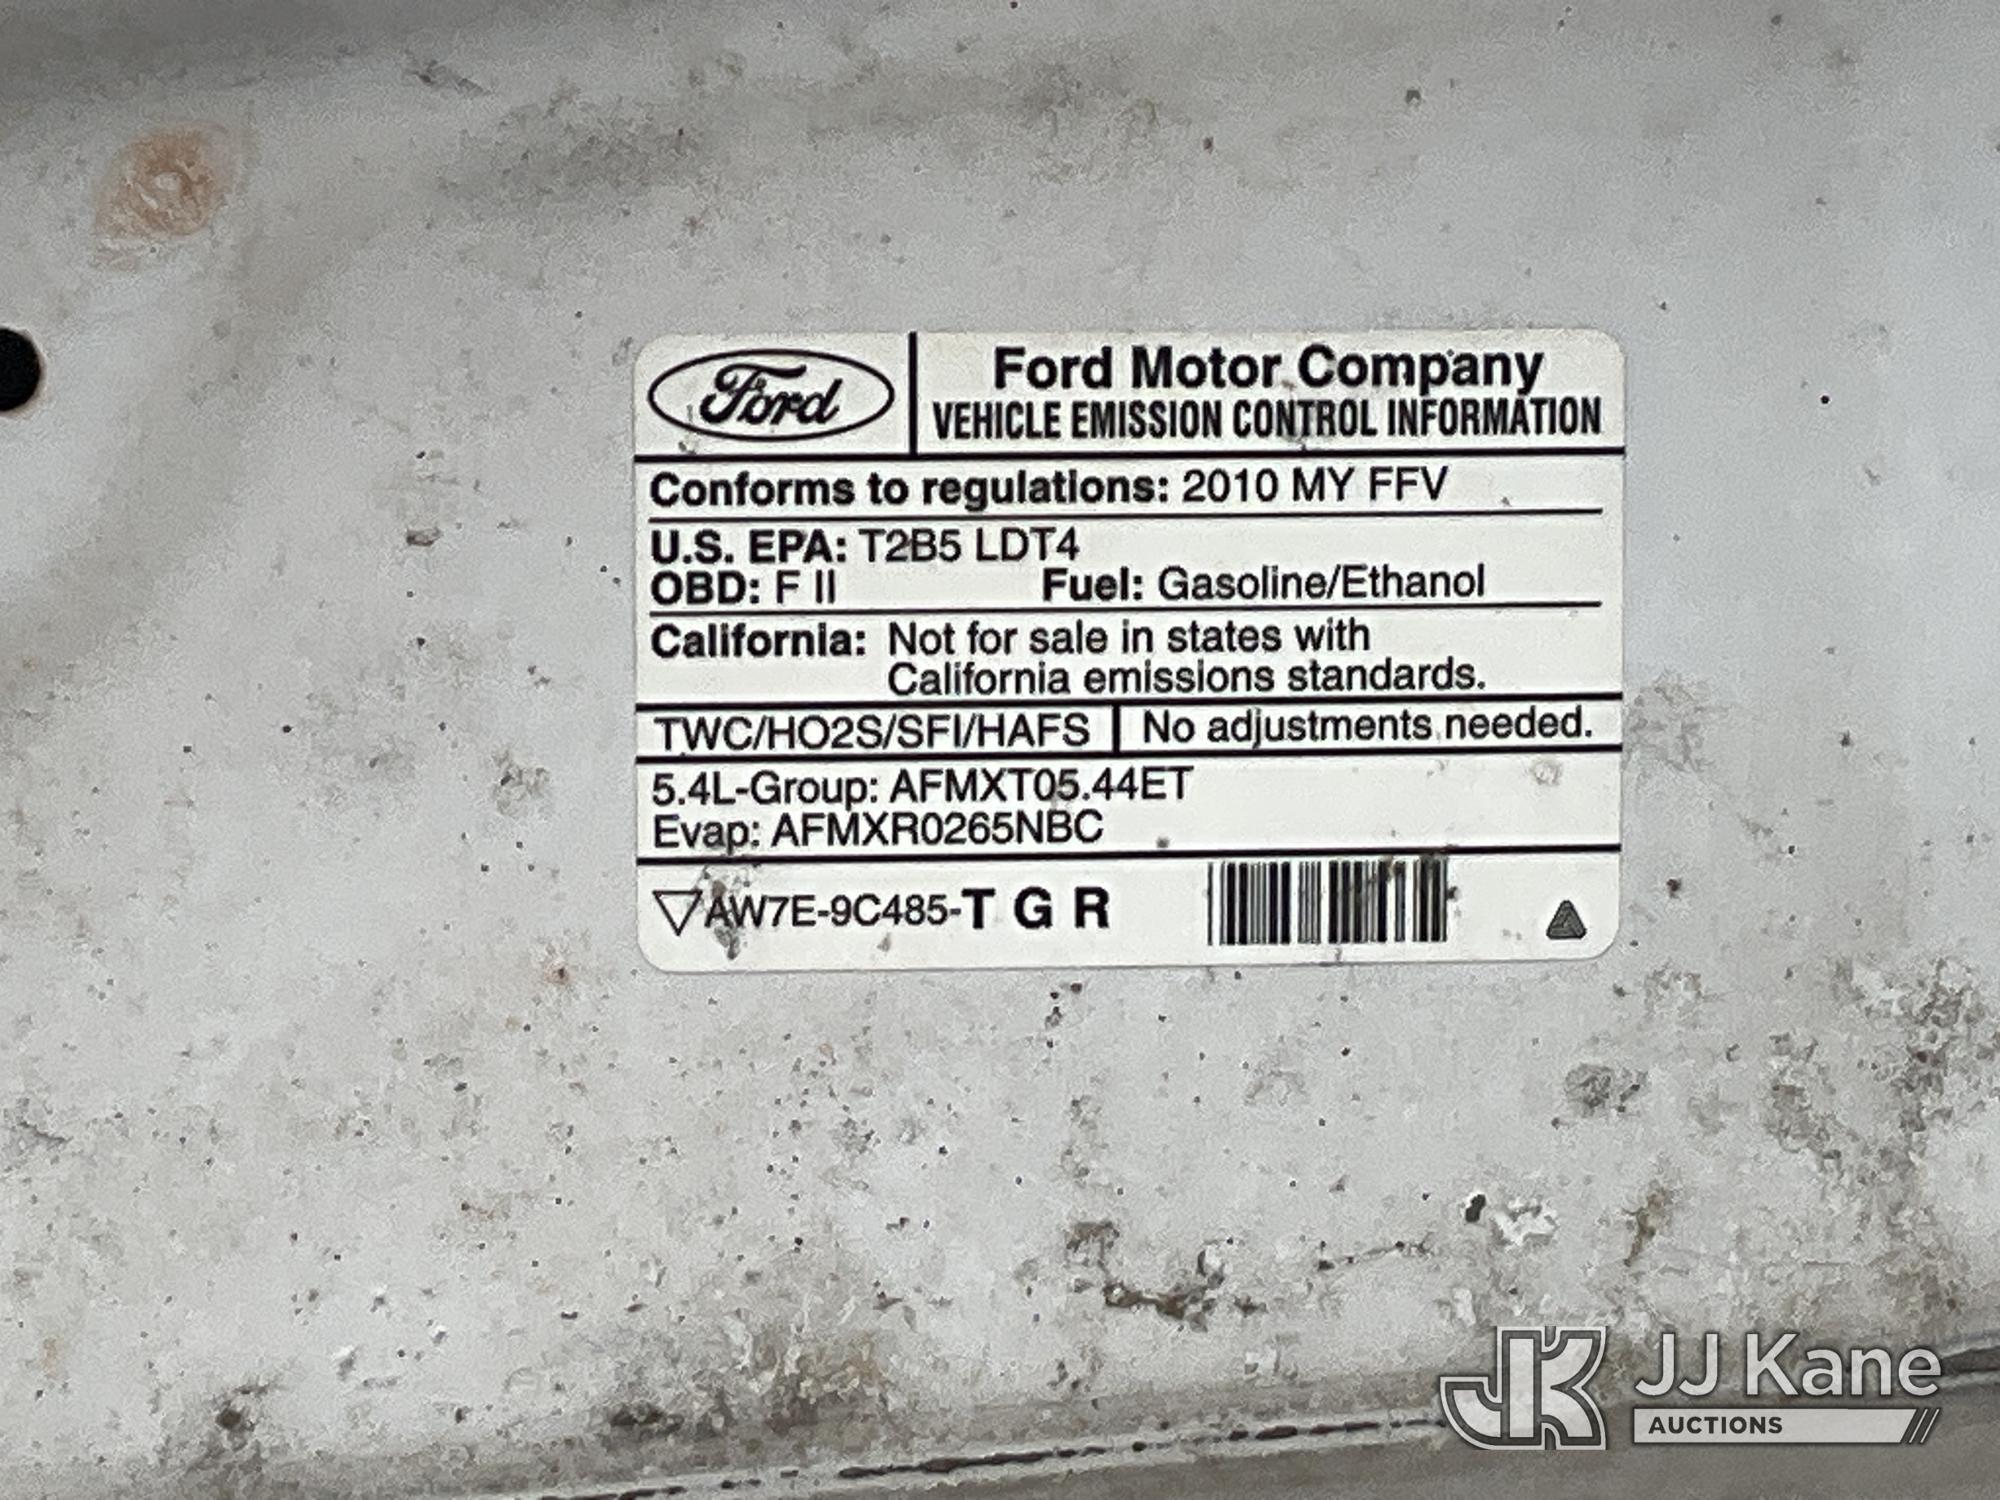 Ford
Ford Motor Company
VEHICLE EMISSION CONTROL INFORMATION
Conforms to regulations: 2010 MY FFV
U.S. EPA: T2B5 LDT4
OBD: F II Fuel: Gasoline/Ethanol
California: Not for sale in states with
California emissions standards.
TWC/HO2S/SFI/HAFS No adjustments needed.
5.4L-Group: AFMXT05.44ET
Evap: AFMXR0265NBC
AW7E-9C485-T G R
JK JJ Kane
AUCTIONS